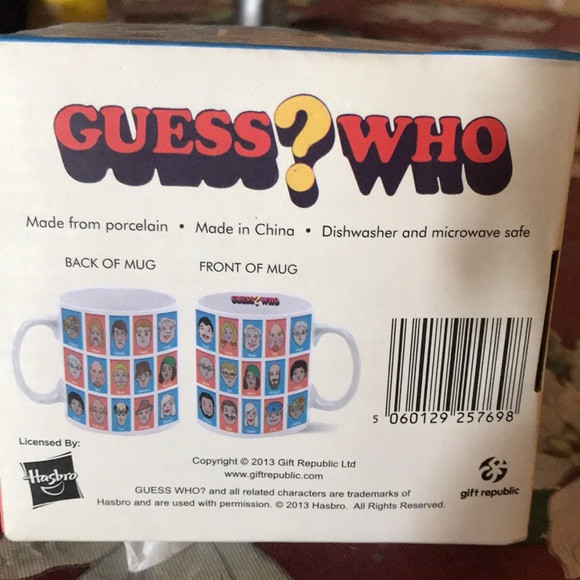 GUESS?WHO
Made from porcelain • Made in China • Dishwasher and microwave safe
BACK OF MUG
FRONT OF MUG
GUESS?WHO
5 060129 257698
Licensed By:
Hasbro
Copyright © 2013 Gift Republic Ltd
www.giftrepublic.com
gift republic
GUESS WHO? and all related characters are trademarks of
Hasbro and are used with permission. © 2013 Hasbro. All Rights Reserved.